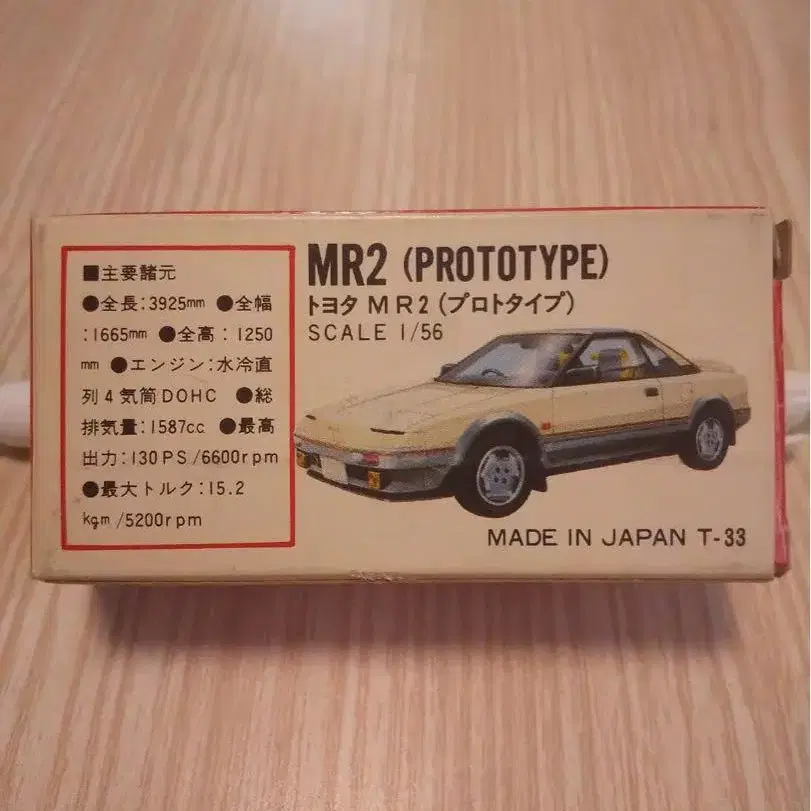 ■主要諸元
●全長:3925mm ●全幅
:1665mm ●全高:1250
mm ●エンジン:水冷直
列4気筒DOHC ●総
排気量:1587cc ●最高
出力:130PS/6600rpm
●最大トルク:15.2
kgm/5200rpm
MR2 (PROTOTYPE)
トヨタMR2(プロトタイプ)
SCALE 1/56
MADE IN JAPAN T-33